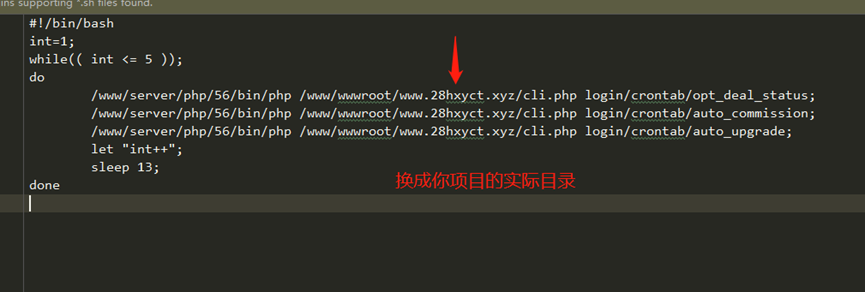 ins supporting *.sh files found.
#!/bin/bash
int=1;
while(( int <= 5 ));
do
/www/server/php/56/bin/php /www/wwwroot/www.28hxyct.xyz/cli.php login/crontab/opt_deal_status;
/www/server/php/56/bin/php /www/wwwroot/www.28hxyct.xyz/cli.php login/crontab/auto_commission;
/www/server/php/56/bin/php /www/wwwroot/www.28hxyct.xyz/cli.php login/crontab/auto_upgrade;
let "int++";
sleep 13;
换成你项目的实际目录
done